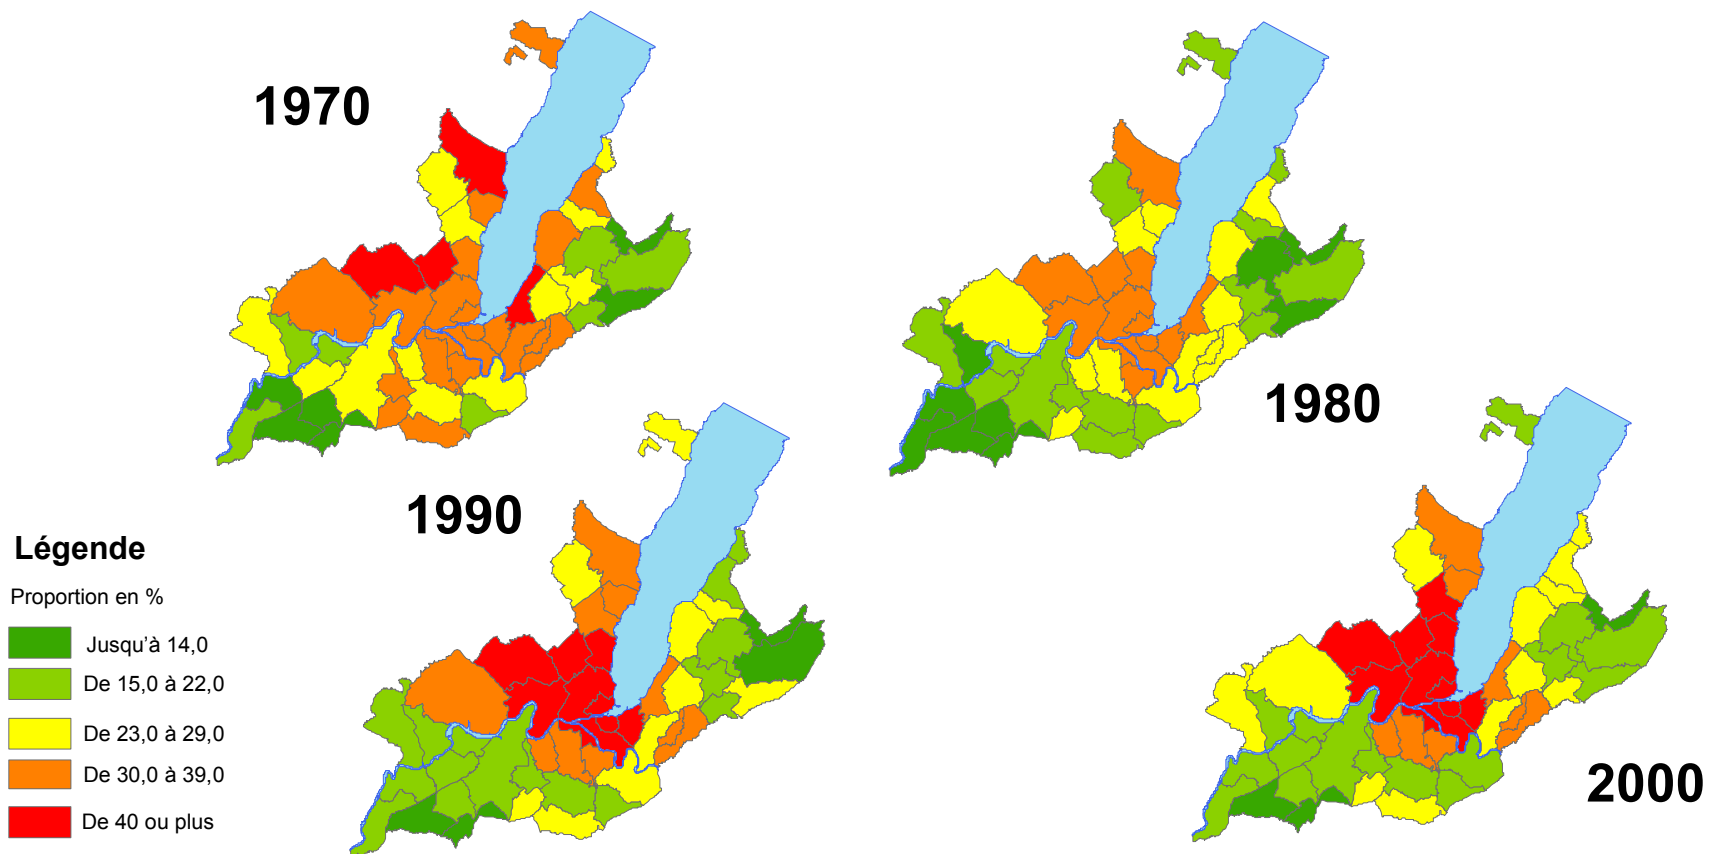 1970
1980
1990
2000
Légende
Proportion en %
Jusqu'à 14,0
De 15,0 à 22,0
De 23,0 à 29,0
De 30,0 à 39,0
De 40 ou plus